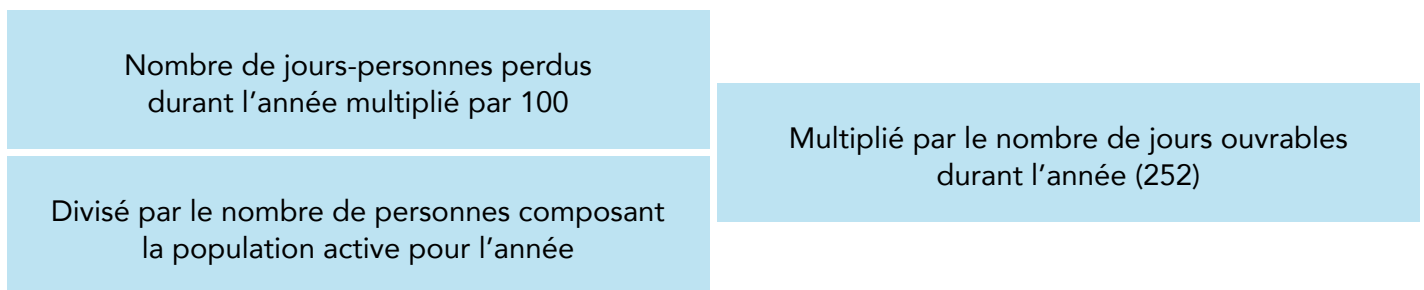 Nombre de jours-personnes perdus
durant l’année multiplié par 100
Divisé par le nombre de personnes composant
la population active pour l’année
Multiplié par le nombre de jours ouvrables
durant l’année (252)